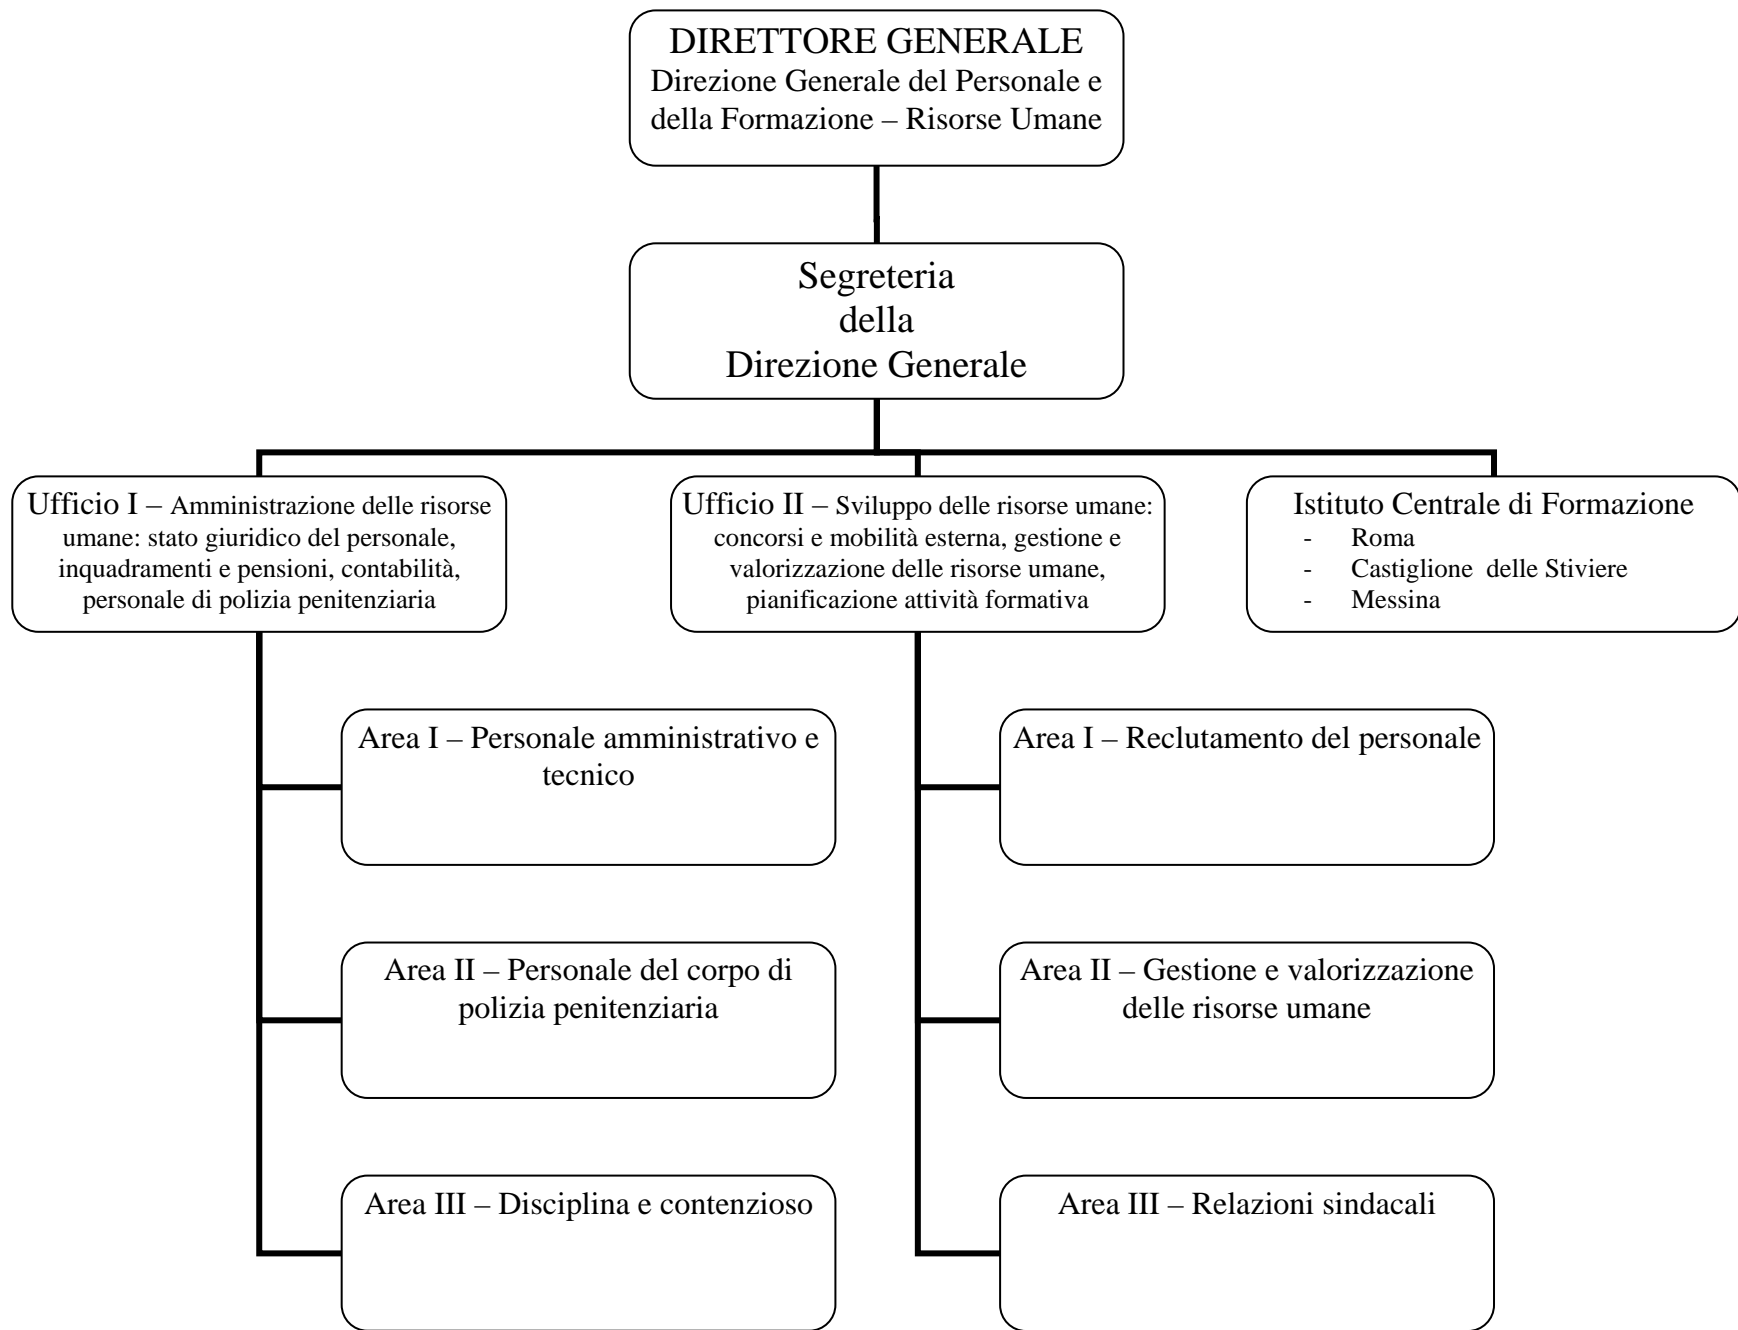 DIRETTORE GENERALE
Direzione Generale del Personale e
della Formazione – Risorse Umane
Segreteria
della
Direzione Generale
Ufficio I – Amministrazione delle risorse
umane: stato giuridico del personale,
inquadramenti e pensioni, contabilità,
personale di polizia penitenziaria
Ufficio II – Sviluppo delle risorse umane:
concorsi e mobilità esterna, gestione e
valorizzazione delle risorse umane,
pianificazione attività formativa
Istituto Centrale di Formazione
- Roma
- Castiglione delle Stiviere
- Messina
Area I – Personale amministrativo e
tecnico
Area I – Reclutamento del personale
Area II – Personale del corpo di
polizia penitenziaria
Area II – Gestione e valorizzazione
delle risorse umane
Area III – Disciplina e contenzioso
Area III – Relazioni sindacali